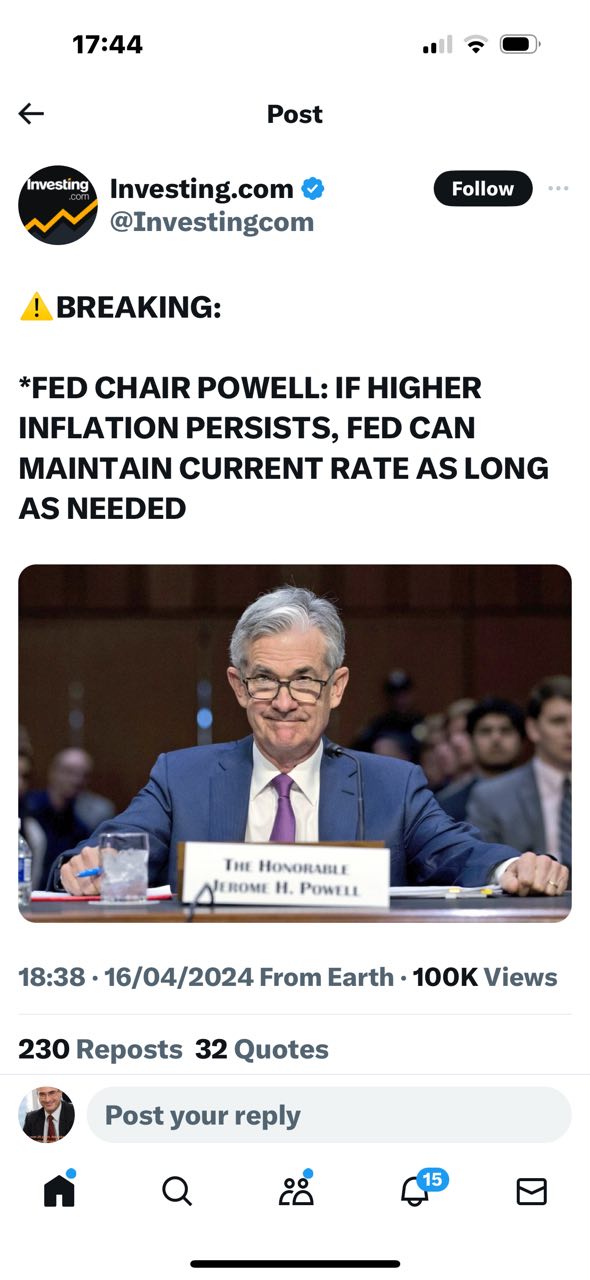 17:44
Post
Investing
.com
Investing.com
@Investingcom
Follow
⚠️BREAKING:
*FED CHAIR POWELL: IF HIGHER
INFLATION PERSISTS, FED CAN
MAINTAIN CURRENT RATE AS LONG
AS NEEDED
THE HONORABLE
JEROME H. POWELL
18:38 · 16/04/2024 From Earth · 100K Views
230 Reposts 32 Quotes
Post your reply
15